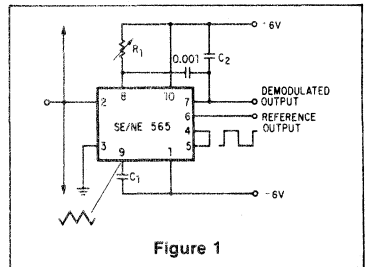 - 6V
R1
0.001
C2
8
10
2
7
DEMODULATED
OUTPUT
6
REFERENCE
OUTPUT
SE/NE 565
4
3
5
9
1
C1
- 6V
Figure 1